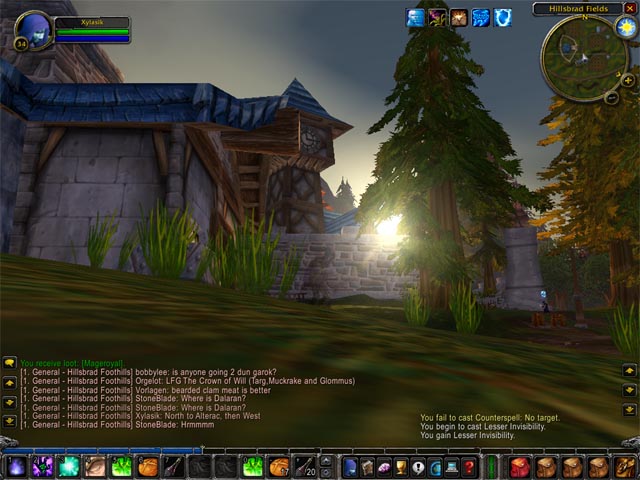 Xylasik
34
Hillsbrad Fields
N
You receive loot: [Mageroyal].
[1. General - Hillsbrad Foothills] bobbylee: is anyone going 2 dun garok?
[1. General - Hillsbrad Foothills] Orgelot: LFG The Crown of Will (Targ,Muckrake and Glommus)
[1. General - Hillsbrad Foothills] Vorlagen: bearded clam meat is better
[1. General - Hillsbrad Foothills] StoneBlade: Where is Dalaran?
[1. General - Hillsbrad Foothills] StoneBlade: Where is Dalaran?
[1. General - Hillsbrad Foothills] Xylasik: North to Alterac, then West
[1. General - Hillsbrad Foothills] StoneBlade: Hmmmm
You fail to cast Counterspell: No target.
You begin to cast Lesser Invisibility.
You gain Lesser Invisibility.
20